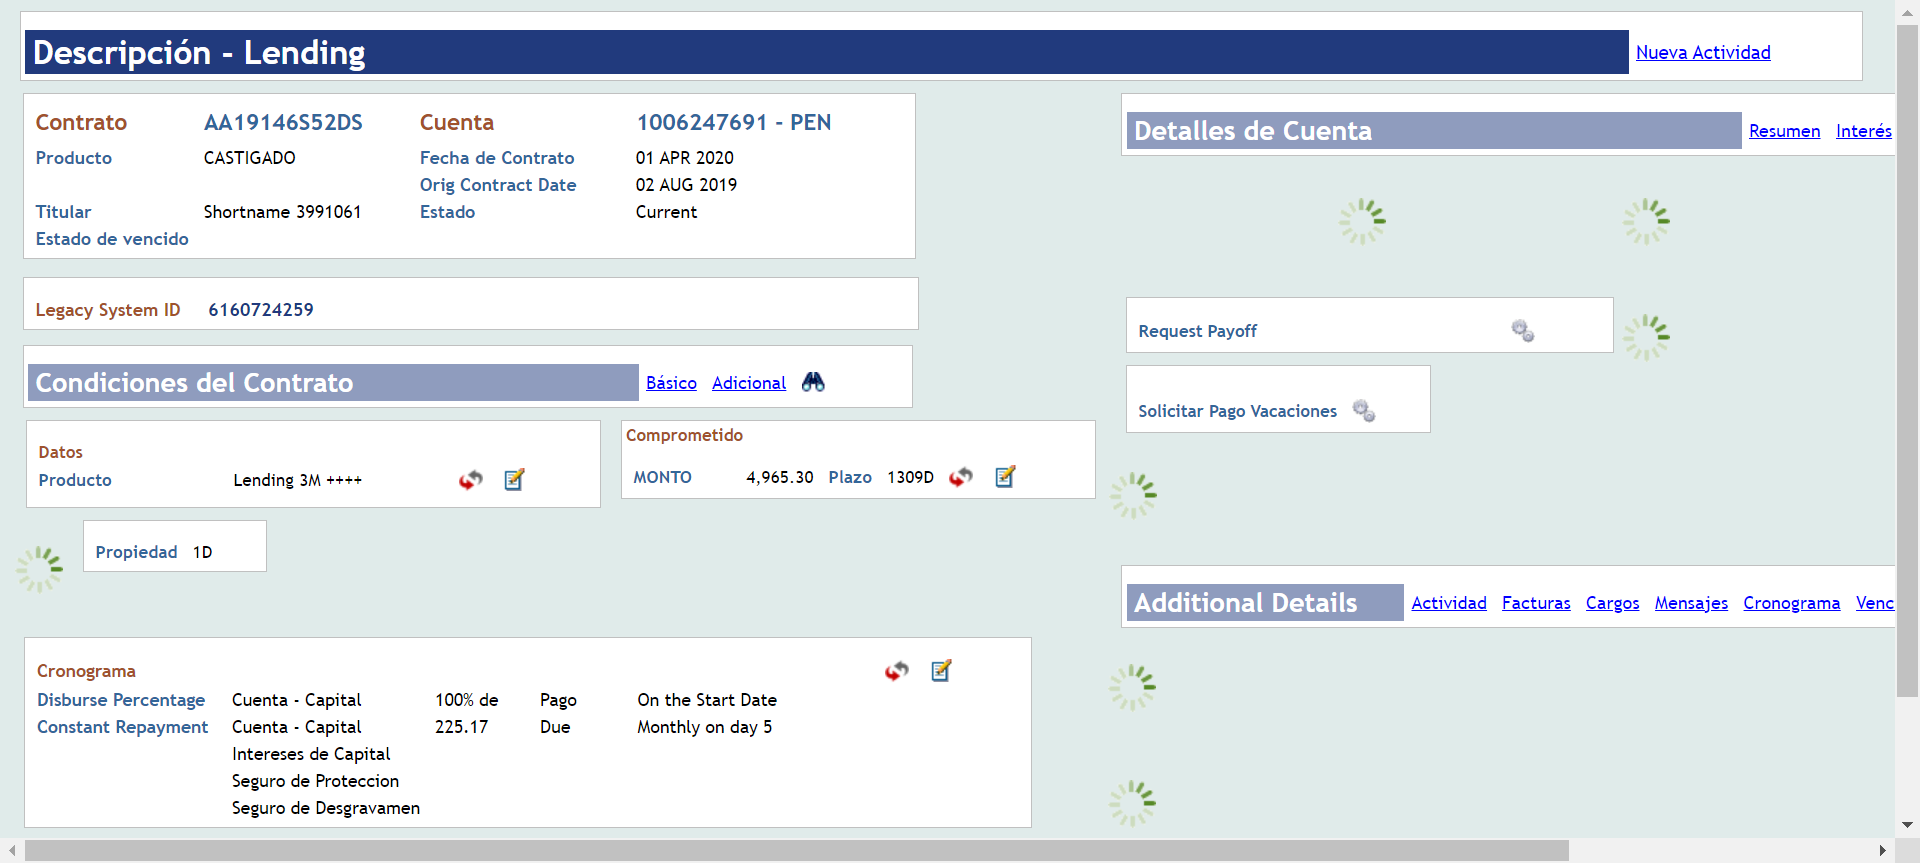 Descripción - Lending
Nueva Actividad
Contrato AA19146S52DS Cuenta 1006247691 - PEN
Producto CASTIGADO Fecha de Contrato 01 APR 2020
Orig Contract Date 02 AUG 2019
Titular Shortname 3991061 Estado Current
Estado de vencido
Legacy System ID 6160724259
Condiciones del Contrato Básico Adicional
Datos
Producto Lending 3M ++++
Comprometido
MONTO 4,965.30 Plazo 1309D
Propiedad 1D
Cronograma
Disburse Percentage Cuenta - Capital 100% de Pago On the Start Date
Constant Repayment Cuenta - Capital 225.17 Due Monthly on day 5
Intereses de Capital
Seguro de Proteccion
Seguro de Desgravamen
Detalles de Cuenta Resumen Interés
Request Payoff
Solicitar Pago Vacaciones
Additional Details Actividad Facturas Cargos Mensajes Cronograma Venc